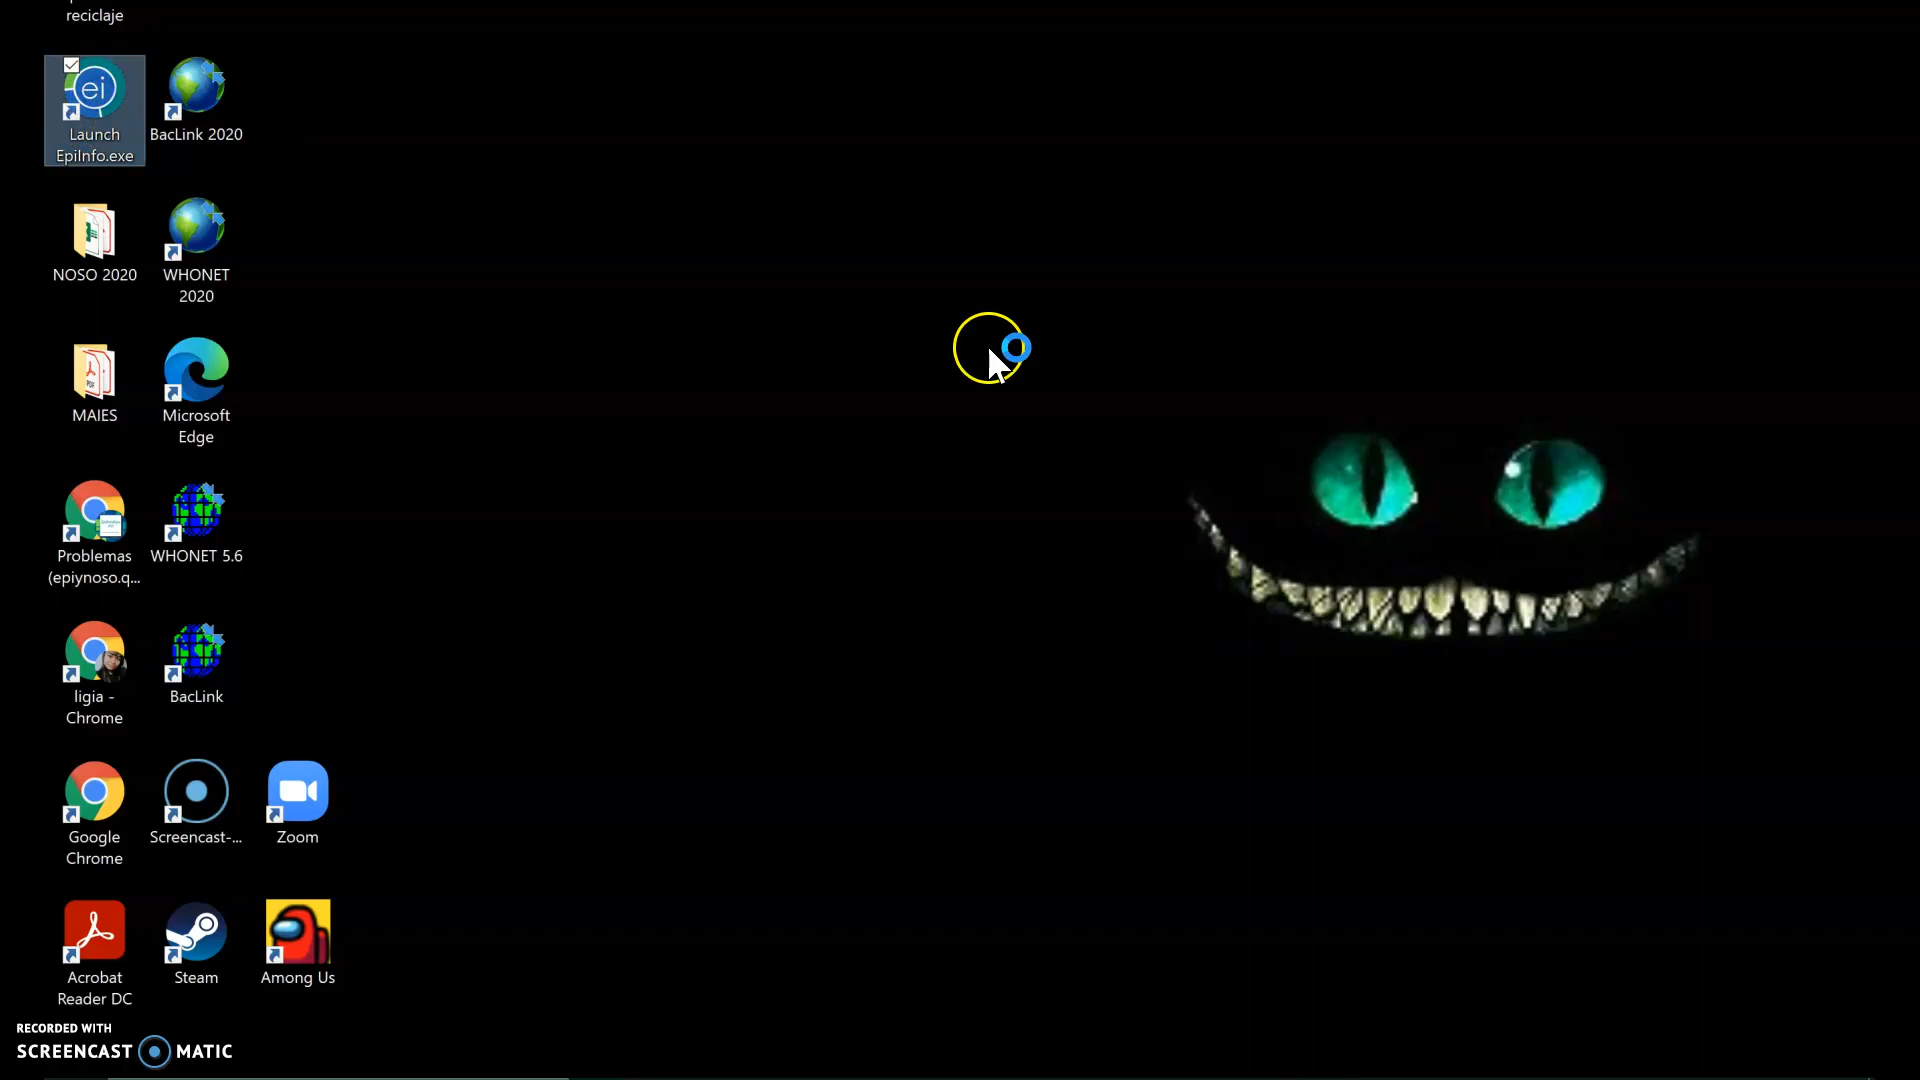 reciclaje
ei
Launch
EpiInfo.exe
BacLink 2020
NOSO 2020
WHONET
2020
MAIES
Microsoft
Edge
Problemas
(epiynoso.q...
WHONET 5.6
ligia -
Chrome
BacLink
Google
Chrome
Screencast-...
Zoom
Acrobat
Reader DC
Steam
Among Us
RECORDED WITH
SCREENCAST MATIC